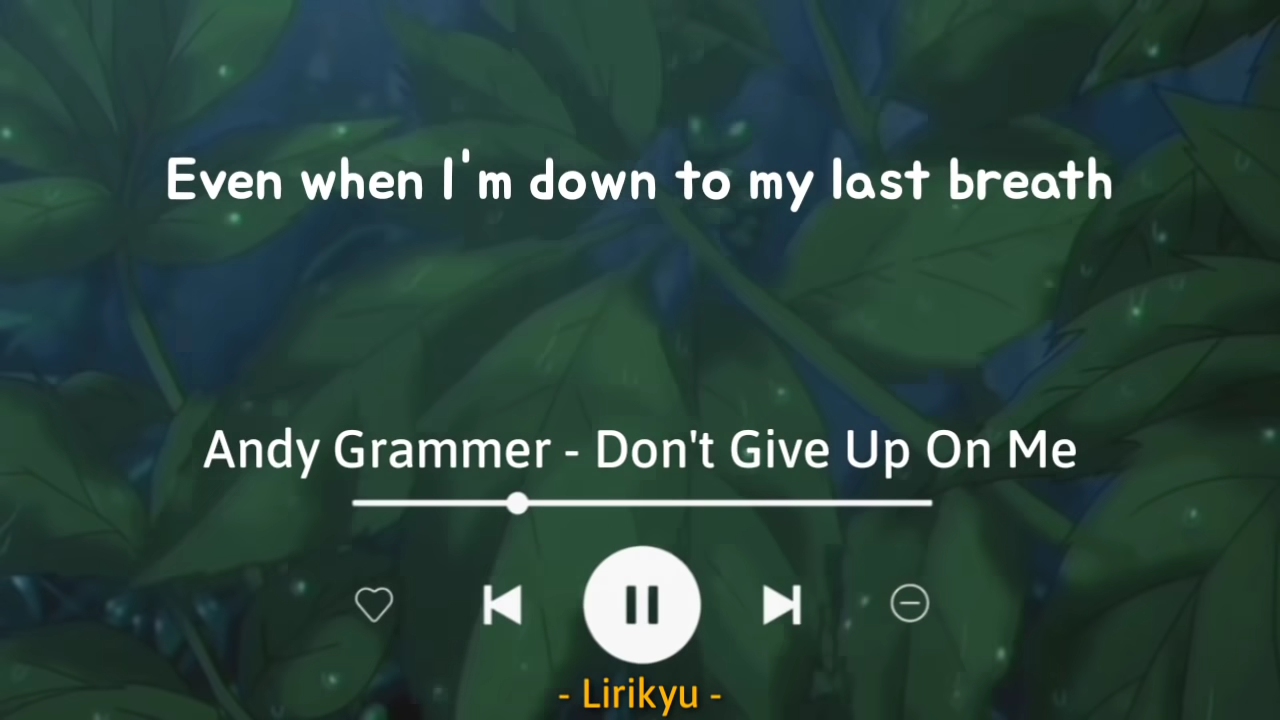 Even when I'm down to my last breath
Andy Grammer - Don't Give Up On Me
- Lirikyu -